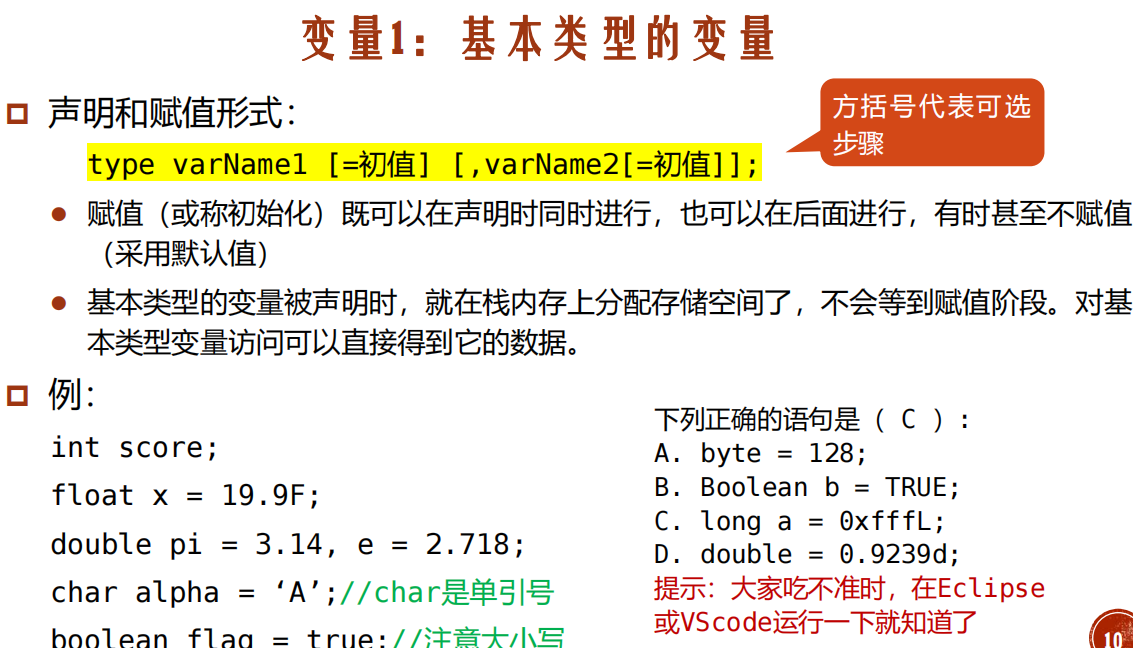 变量1：基本类型的变量
声明和赋值形式：
方括号代表可选
步骤
type varName1 [=初值] [,varName2[=初值]];
赋值（或称初始化）既可以在声明时同时进行，也可以在后面进行，有时甚至不赋值
（采用默认值）
基本类型的变量被声明时，就在栈内存上分配存储空间了，不会等到赋值阶段。对基
本类型变量访问可以直接得到它的数据。
例：
int score;
float x = 19.9F;
double pi = 3.14, e = 2.718;
char alpha = ‘A’;//char是单引号
boolean flag = true;//注意大小写
下列正确的语句是（ C ）:
A. byte = 128;
B. Boolean b = TRUE;
C. long a = 0xfffL;
D. double = 0.9239d;
提示：大家吃不准时，在Eclipse
或VScode运行一下就知道了
10